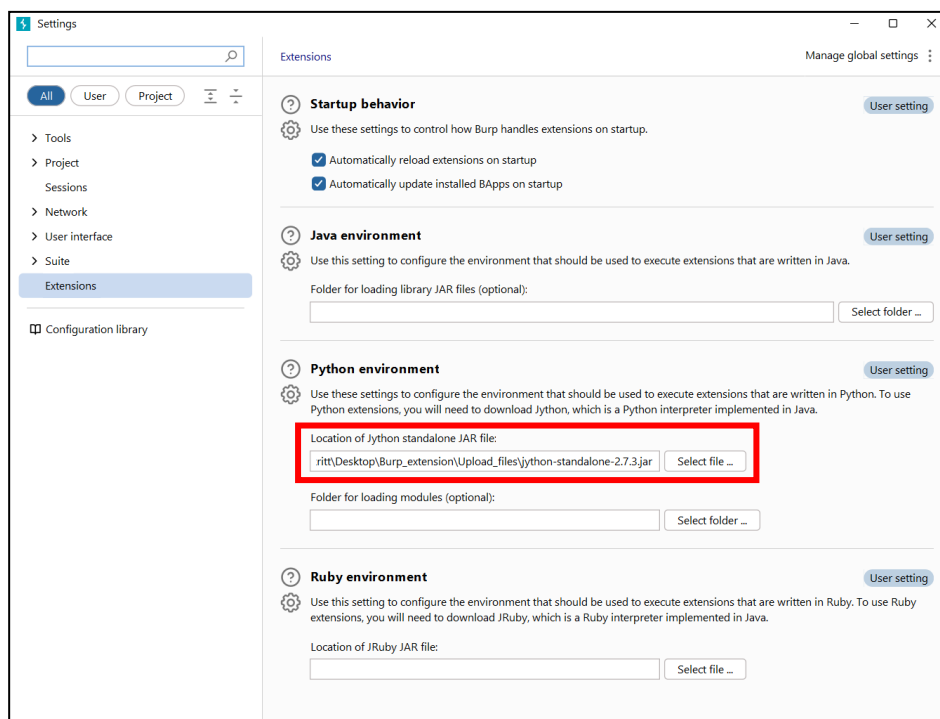 Settings
Extensions
Manage global settings
All
User
Project
Tools
Project
Sessions
Network
User interface
Suite
Extensions
Configuration library
Startup behavior
User setting
Use these settings to control how Burp handles extensions on startup.
Automatically reload extensions on startup
Automatically update installed BApps on startup
Java environment
User setting
Use this setting to configure the environment that should be used to execute extensions that are written in Java.
Folder for loading library JAR files (optional):
Select folder ...
Python environment
User setting
Use these settings to configure the environment that should be used to execute extensions that are written in Python. To use
Python extensions, you will need to download Jython, which is a Python interpreter implemented in Java.
Location of Jython standalone JAR file:
:ritt\Desktop\Burp_extension\Upload_files\jython-standalone-2.7.3.jar
Select file ...
Folder for loading modules (optional):
Select folder ...
Ruby environment
User setting
Use this setting to configure the environment that should be used to execute extensions that are written in Ruby. To use Ruby
extensions, you will need to download JRuby, which is a Ruby interpreter implemented in Java.
Location of JRuby JAR file:
Select file ...